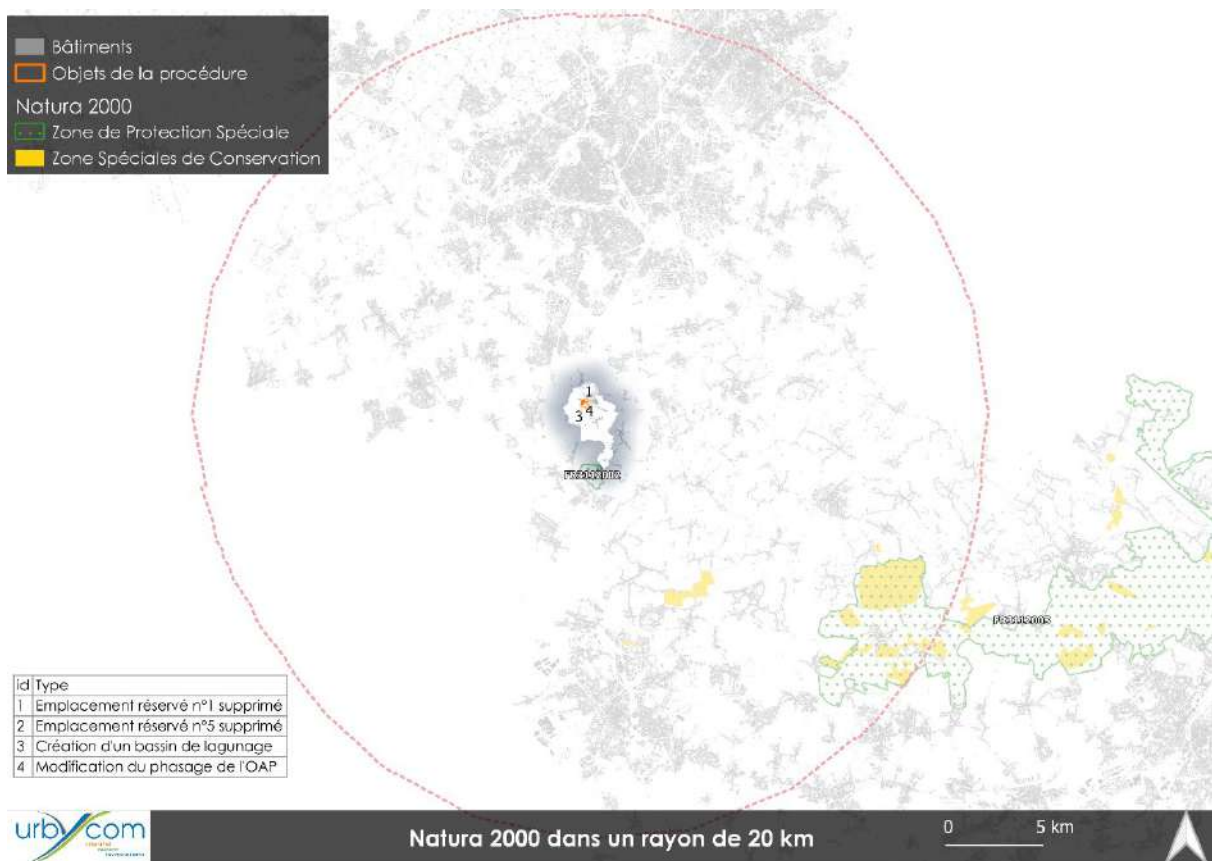 Bâtiments
Objets de la procédure
Natura 2000
Zone de Protection Spéciale
Zone Spéciales de Conservation
1
4
3
FR3112002
FR3112005
id Type
1 Emplacement réservé n°1 supprimé
2 Emplacement réservé n°5 supprimé
3 Création d'un bassin de lagunage
4 Modification du phasage de l'OAP
urbycom
Natura 2000 dans un rayon de 20 km
0 5 km